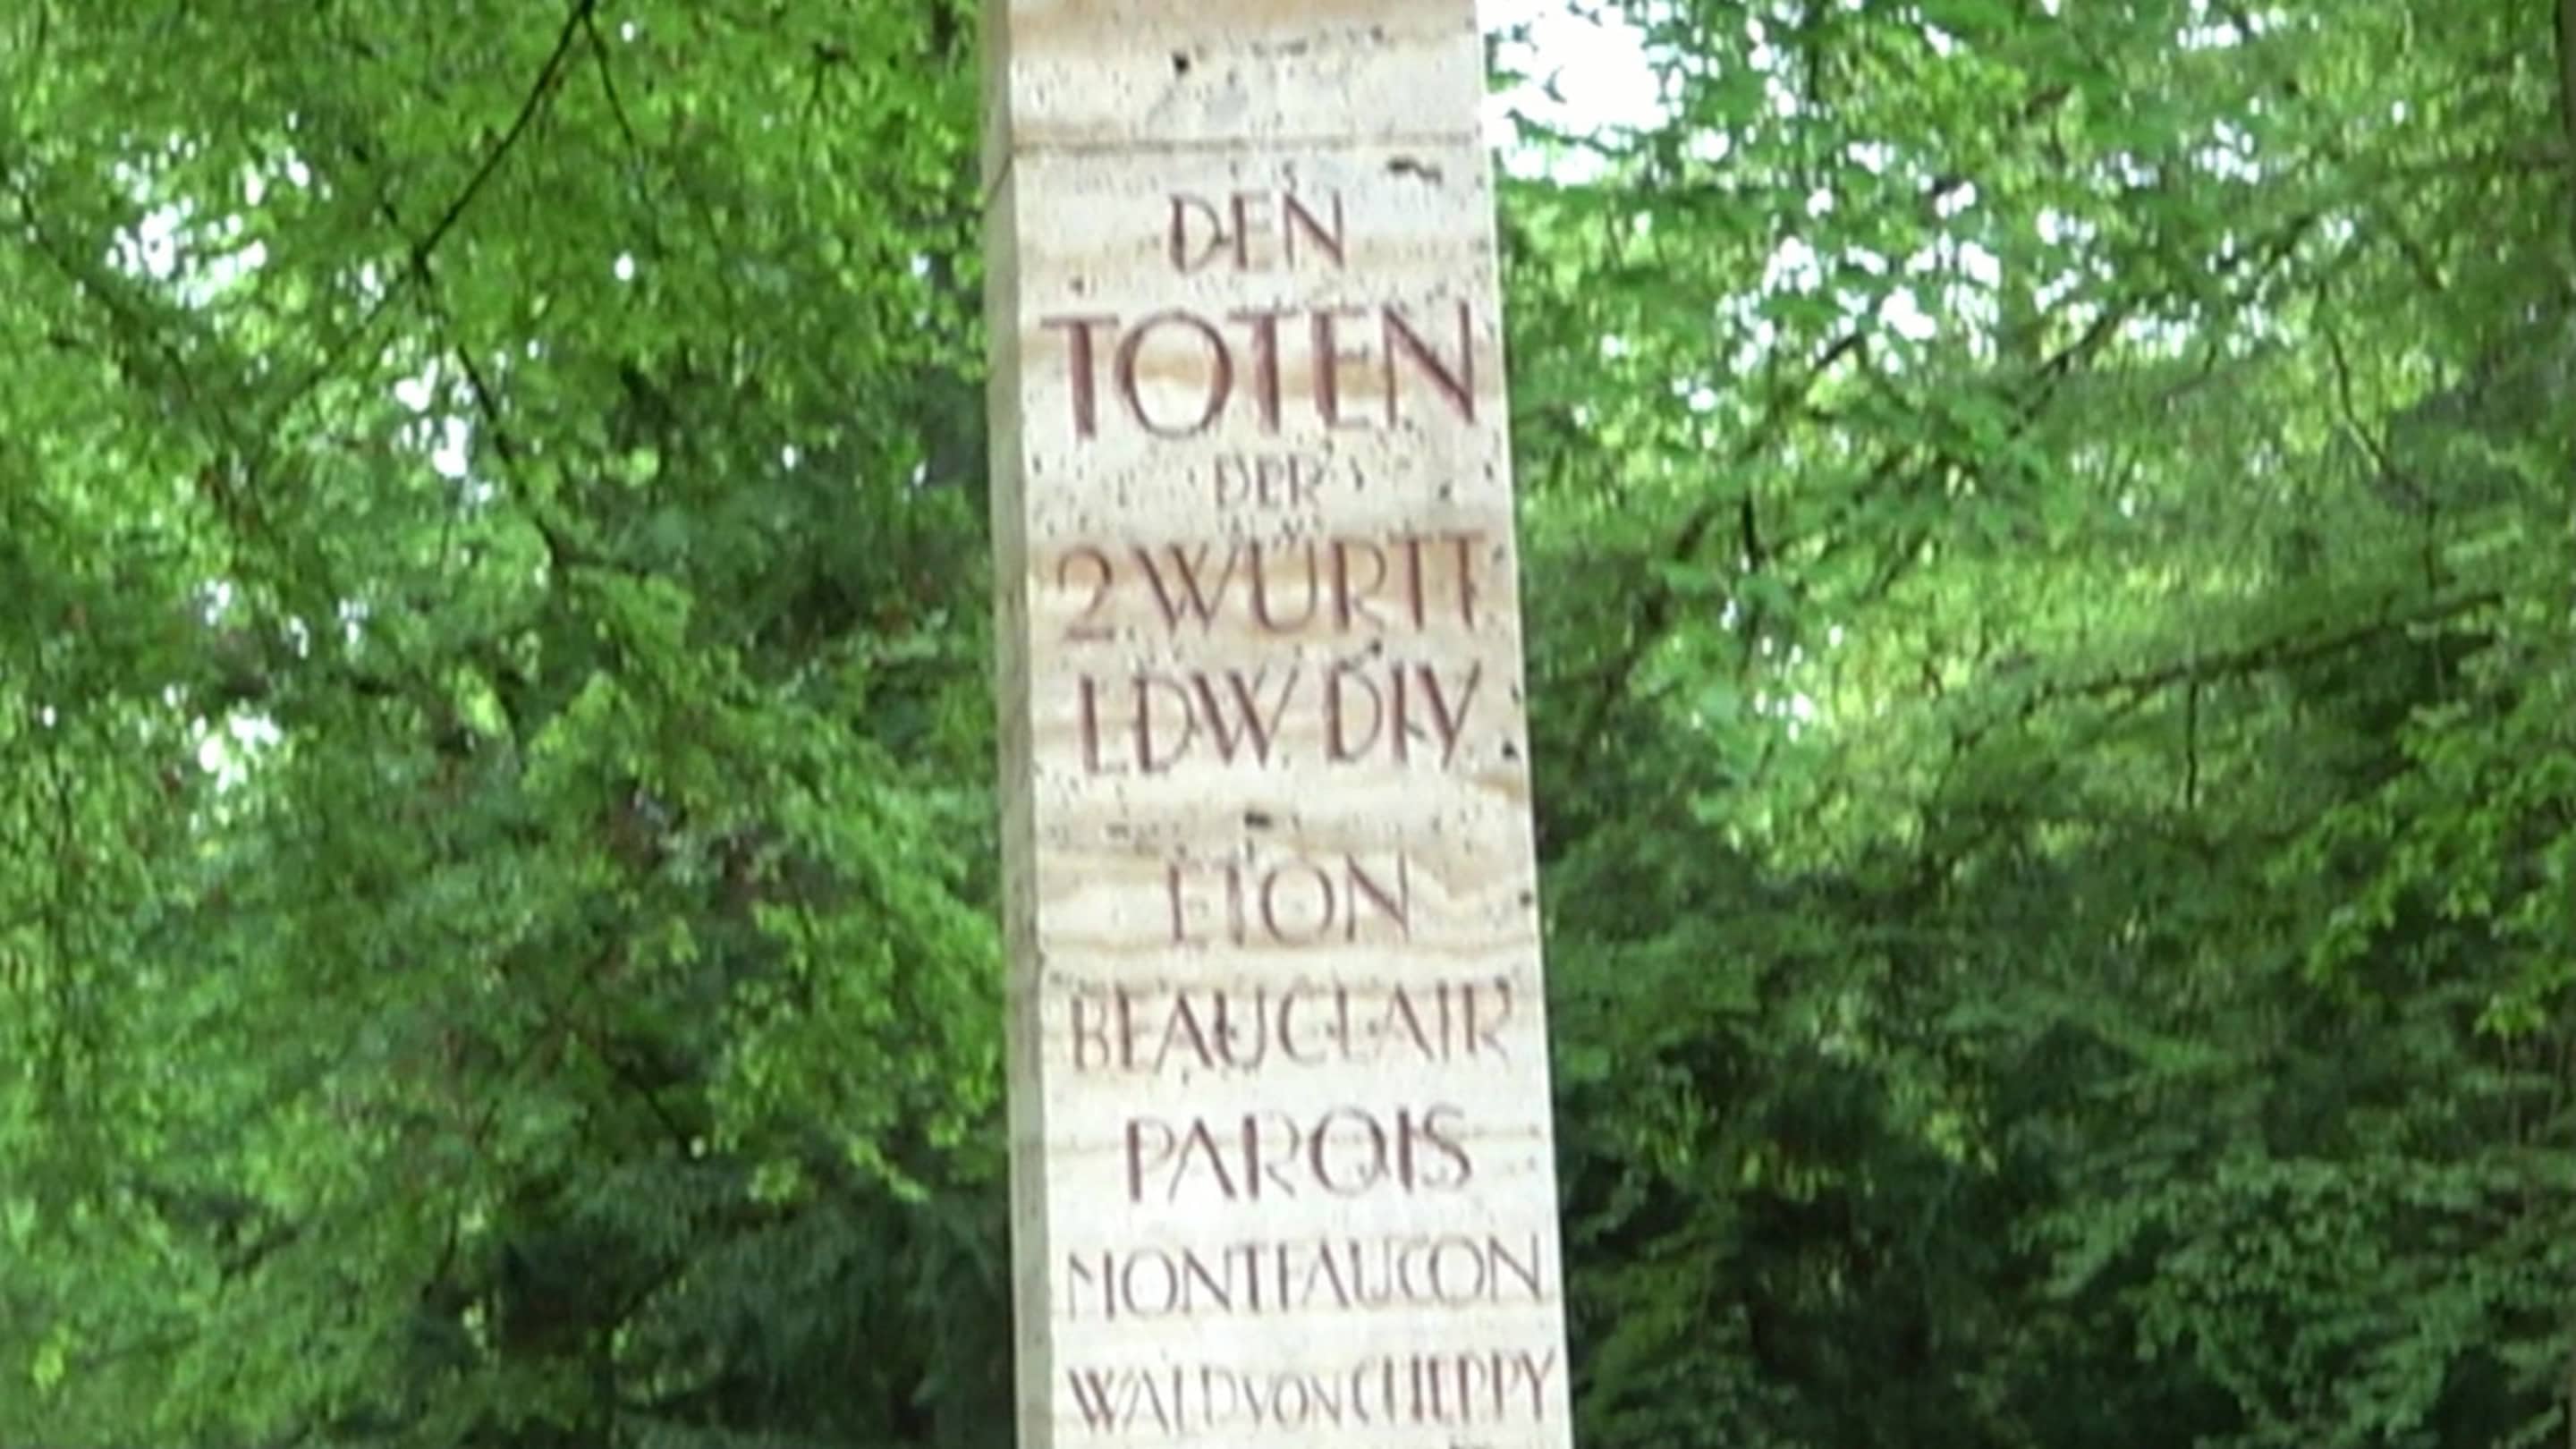 DEN
TOTEN
DER
2 WÜRTT
LDW DIV
ETON
BEAUCLAIR
PAROIS
MONTFAUCON
WALD VON CHEPPY